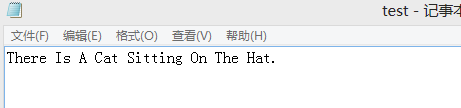 test - 记事本
文件(F) 编辑(E) 格式(O) 查看(V) 帮助(H)
There Is A Cat Sitting On The Hat.